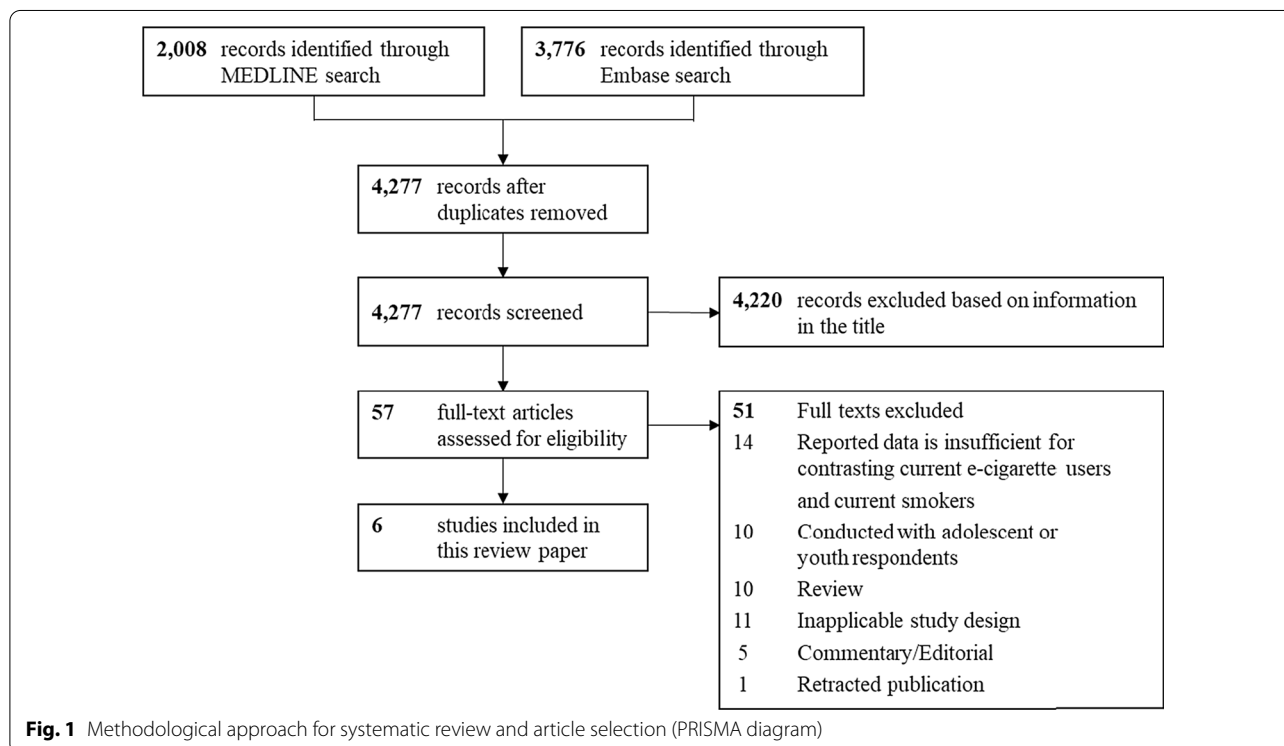 2,008 records identified through
MEDLINE search
3,776 records identified through
Embase search
4,277 records after
duplicates removed
4,277 records screened
4,220 records excluded based on information
in the title
57 full-text articles
assessed for eligibility
51 Full texts excluded
14 Reported data is insufficient for
contrasting current e-cigarette users
and current smokers
10 Conducted with adolescent or
youth respondents
10 Review
11 Inapplicable study design
5 Commentary/Editorial
1 Retracted publication
6 studies included in
this review paper
Fig. 1 Methodological approach for systematic review and article selection (PRISMA diagram)